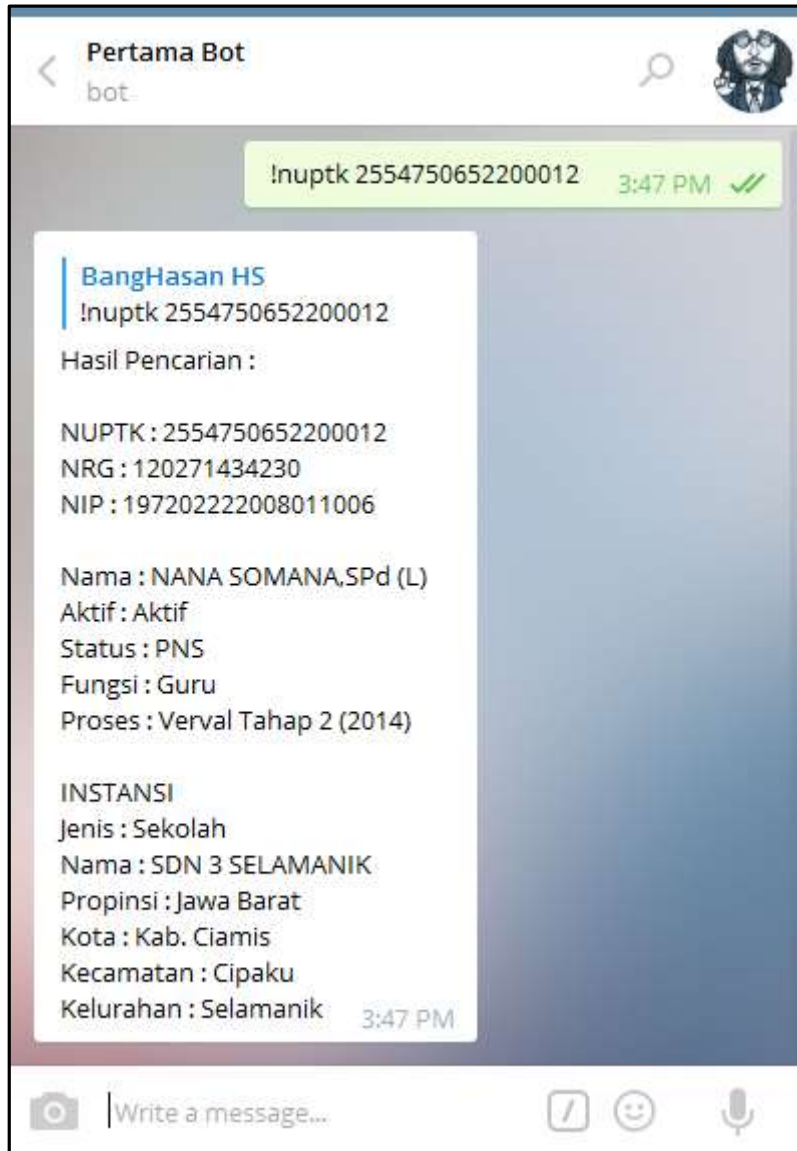 Pertama Bot
bot
!nuptk 2554750652200012 3:47 PM
BangHasan HS
!nuptk 2554750652200012
Hasil Pencarian :
NUPTK : 2554750652200012
NRG : 120271434230
NIP : 197202222008011006
Nama : NANA SOMANA,SPd (L)
Aktif : Aktif
Status : PNS
Fungsi : Guru
Proses : Verval Tahap 2 (2014)
INSTANSI
Jenis : Sekolah
Nama : SDN 3 SELAMANIK
Propinsi : Jawa Barat
Kota : Kab. Ciamis
Kecamatan : Cipaku
Kelurahan : Selamanik 3:47 PM
Write a message...